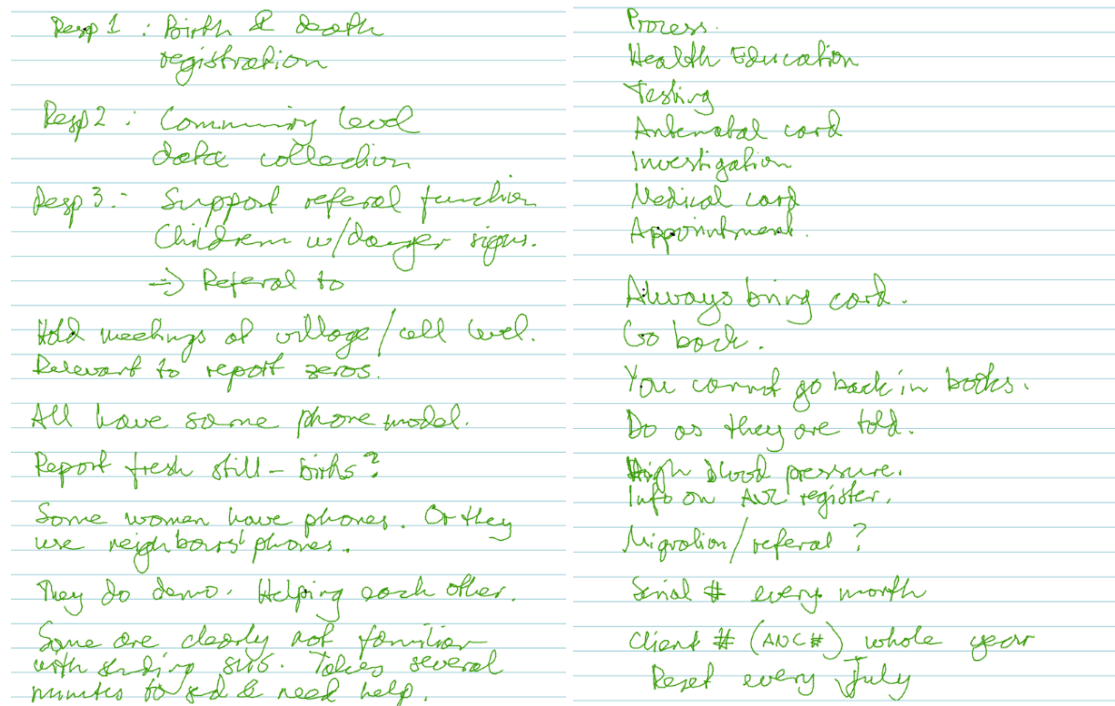 Resp 1 : Birth & death
registration
Resp 2 : Community level
data collection
Resp 3 :- Support referal function
Children w/danger signs.
=> Referal to
Hold meetings at village/cell level.
Relevant to report zeros.
All have same phone model.
Report fresh still-births?
Some women have phones. Or they
use neighbours' phones.
They do demo. Helping each other.
Some are clearly not familiar
with sending SMS. Takes several
minutes to & need help.
Process.
Health Education
Testing
Antenatal card
Investigation
Medical card
Appointment.
Always bring card.
Go back.
You cannot go back in books.
Do as they are told.
High blood pressure.
Info on ANC register.
Migration/referal?
Serial # every month
Client # (ANC#) whole year
Reset every July